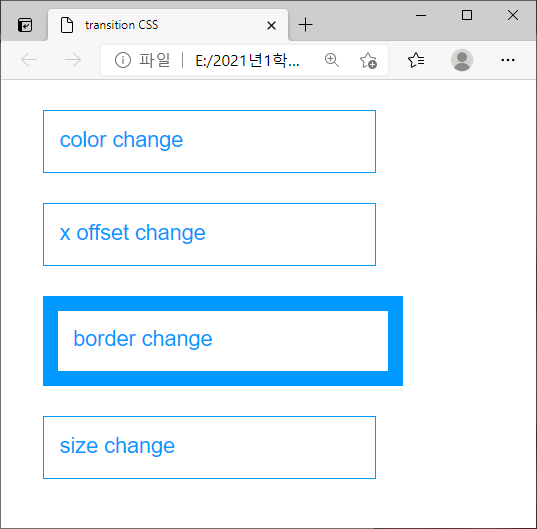 transition CSS
파일 E:/2021년1학...
color change
x offset change
border change
size change